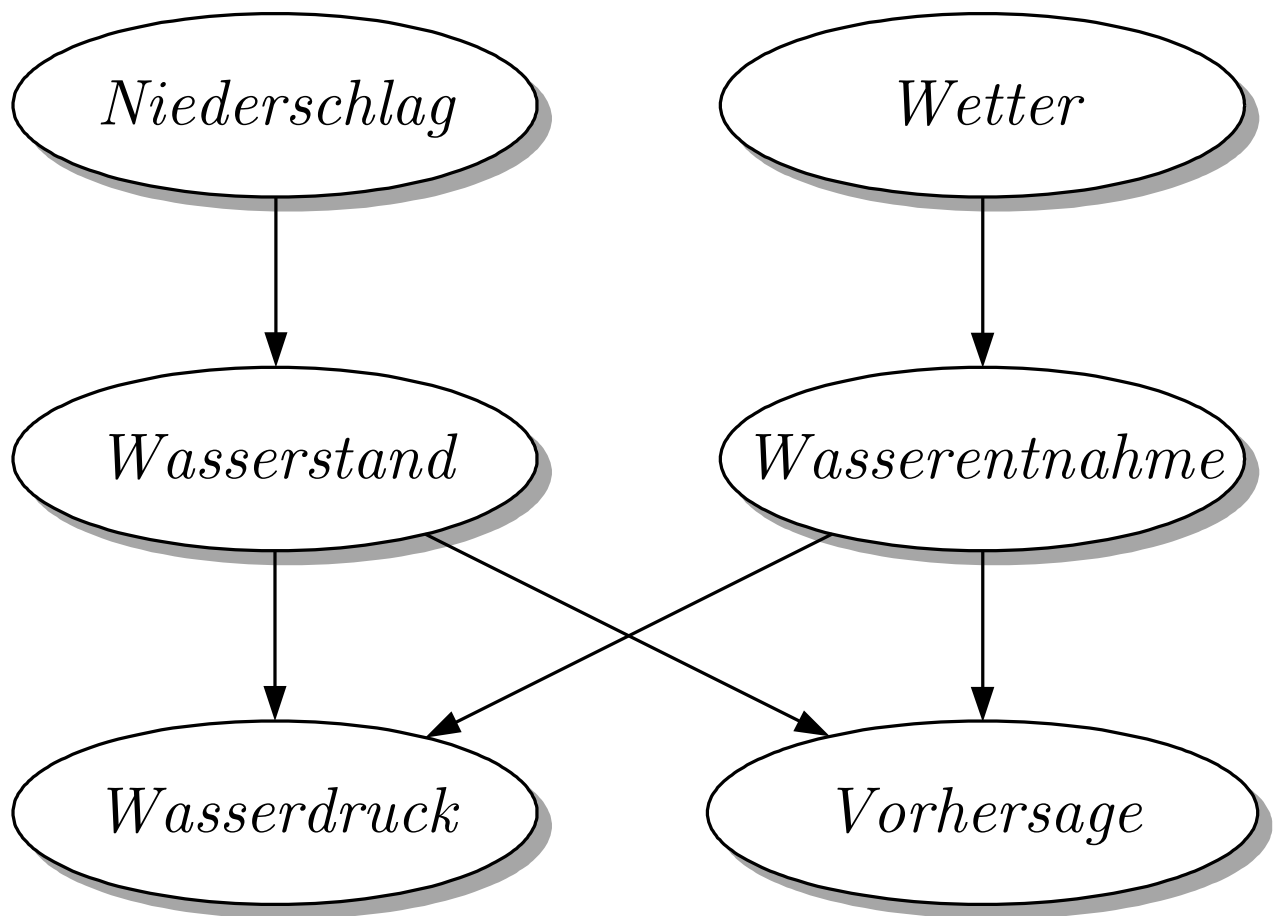 Niederschlag
Wetter
Wasserstand
Wasserentnahme
Wasserdruck
Vorhersage